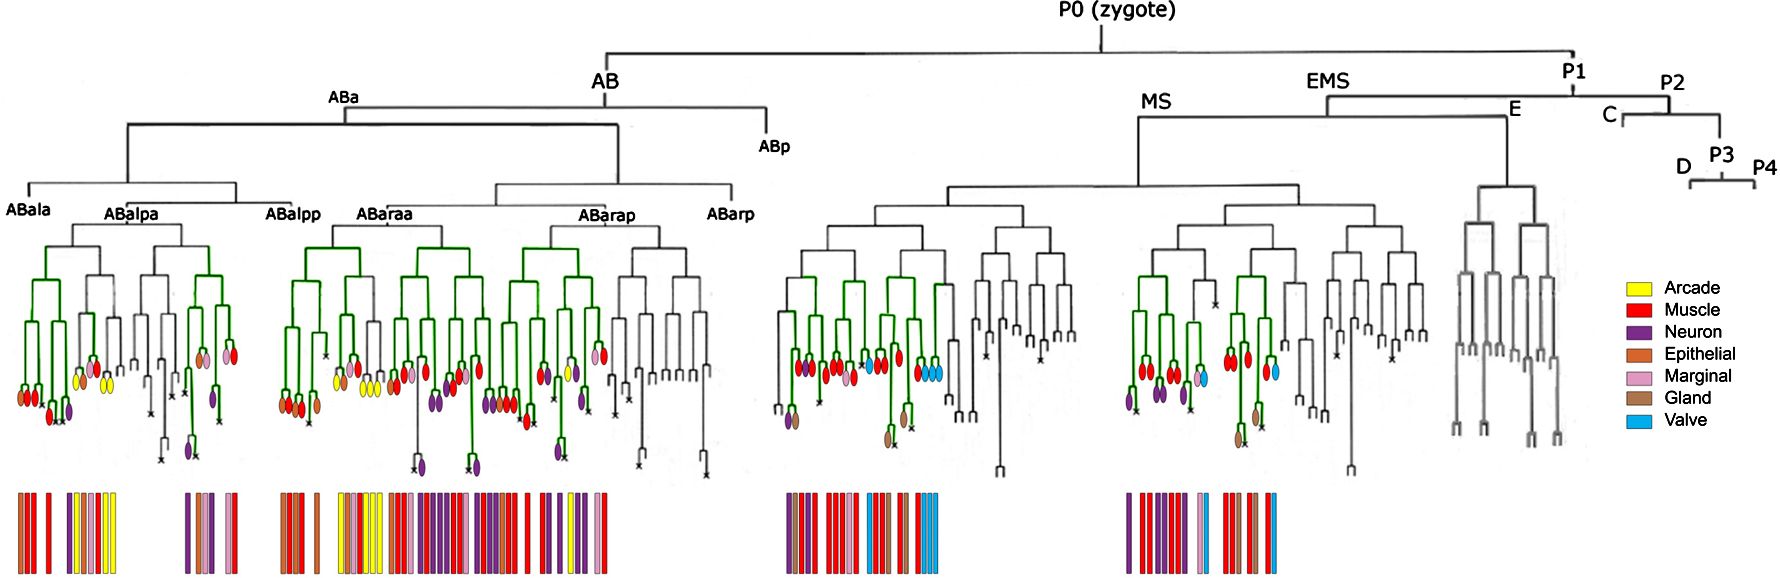 P0 (zygote)
AB
P1
EMS
P2
ABa
MS
E
C
ABp
P3
D
P4
ABala
ABalpa
ABalpp
ABaraa
ABarap
ABarp
Arcade
Muscle
Neuron
Epithelial
Marginal
Gland
Valve